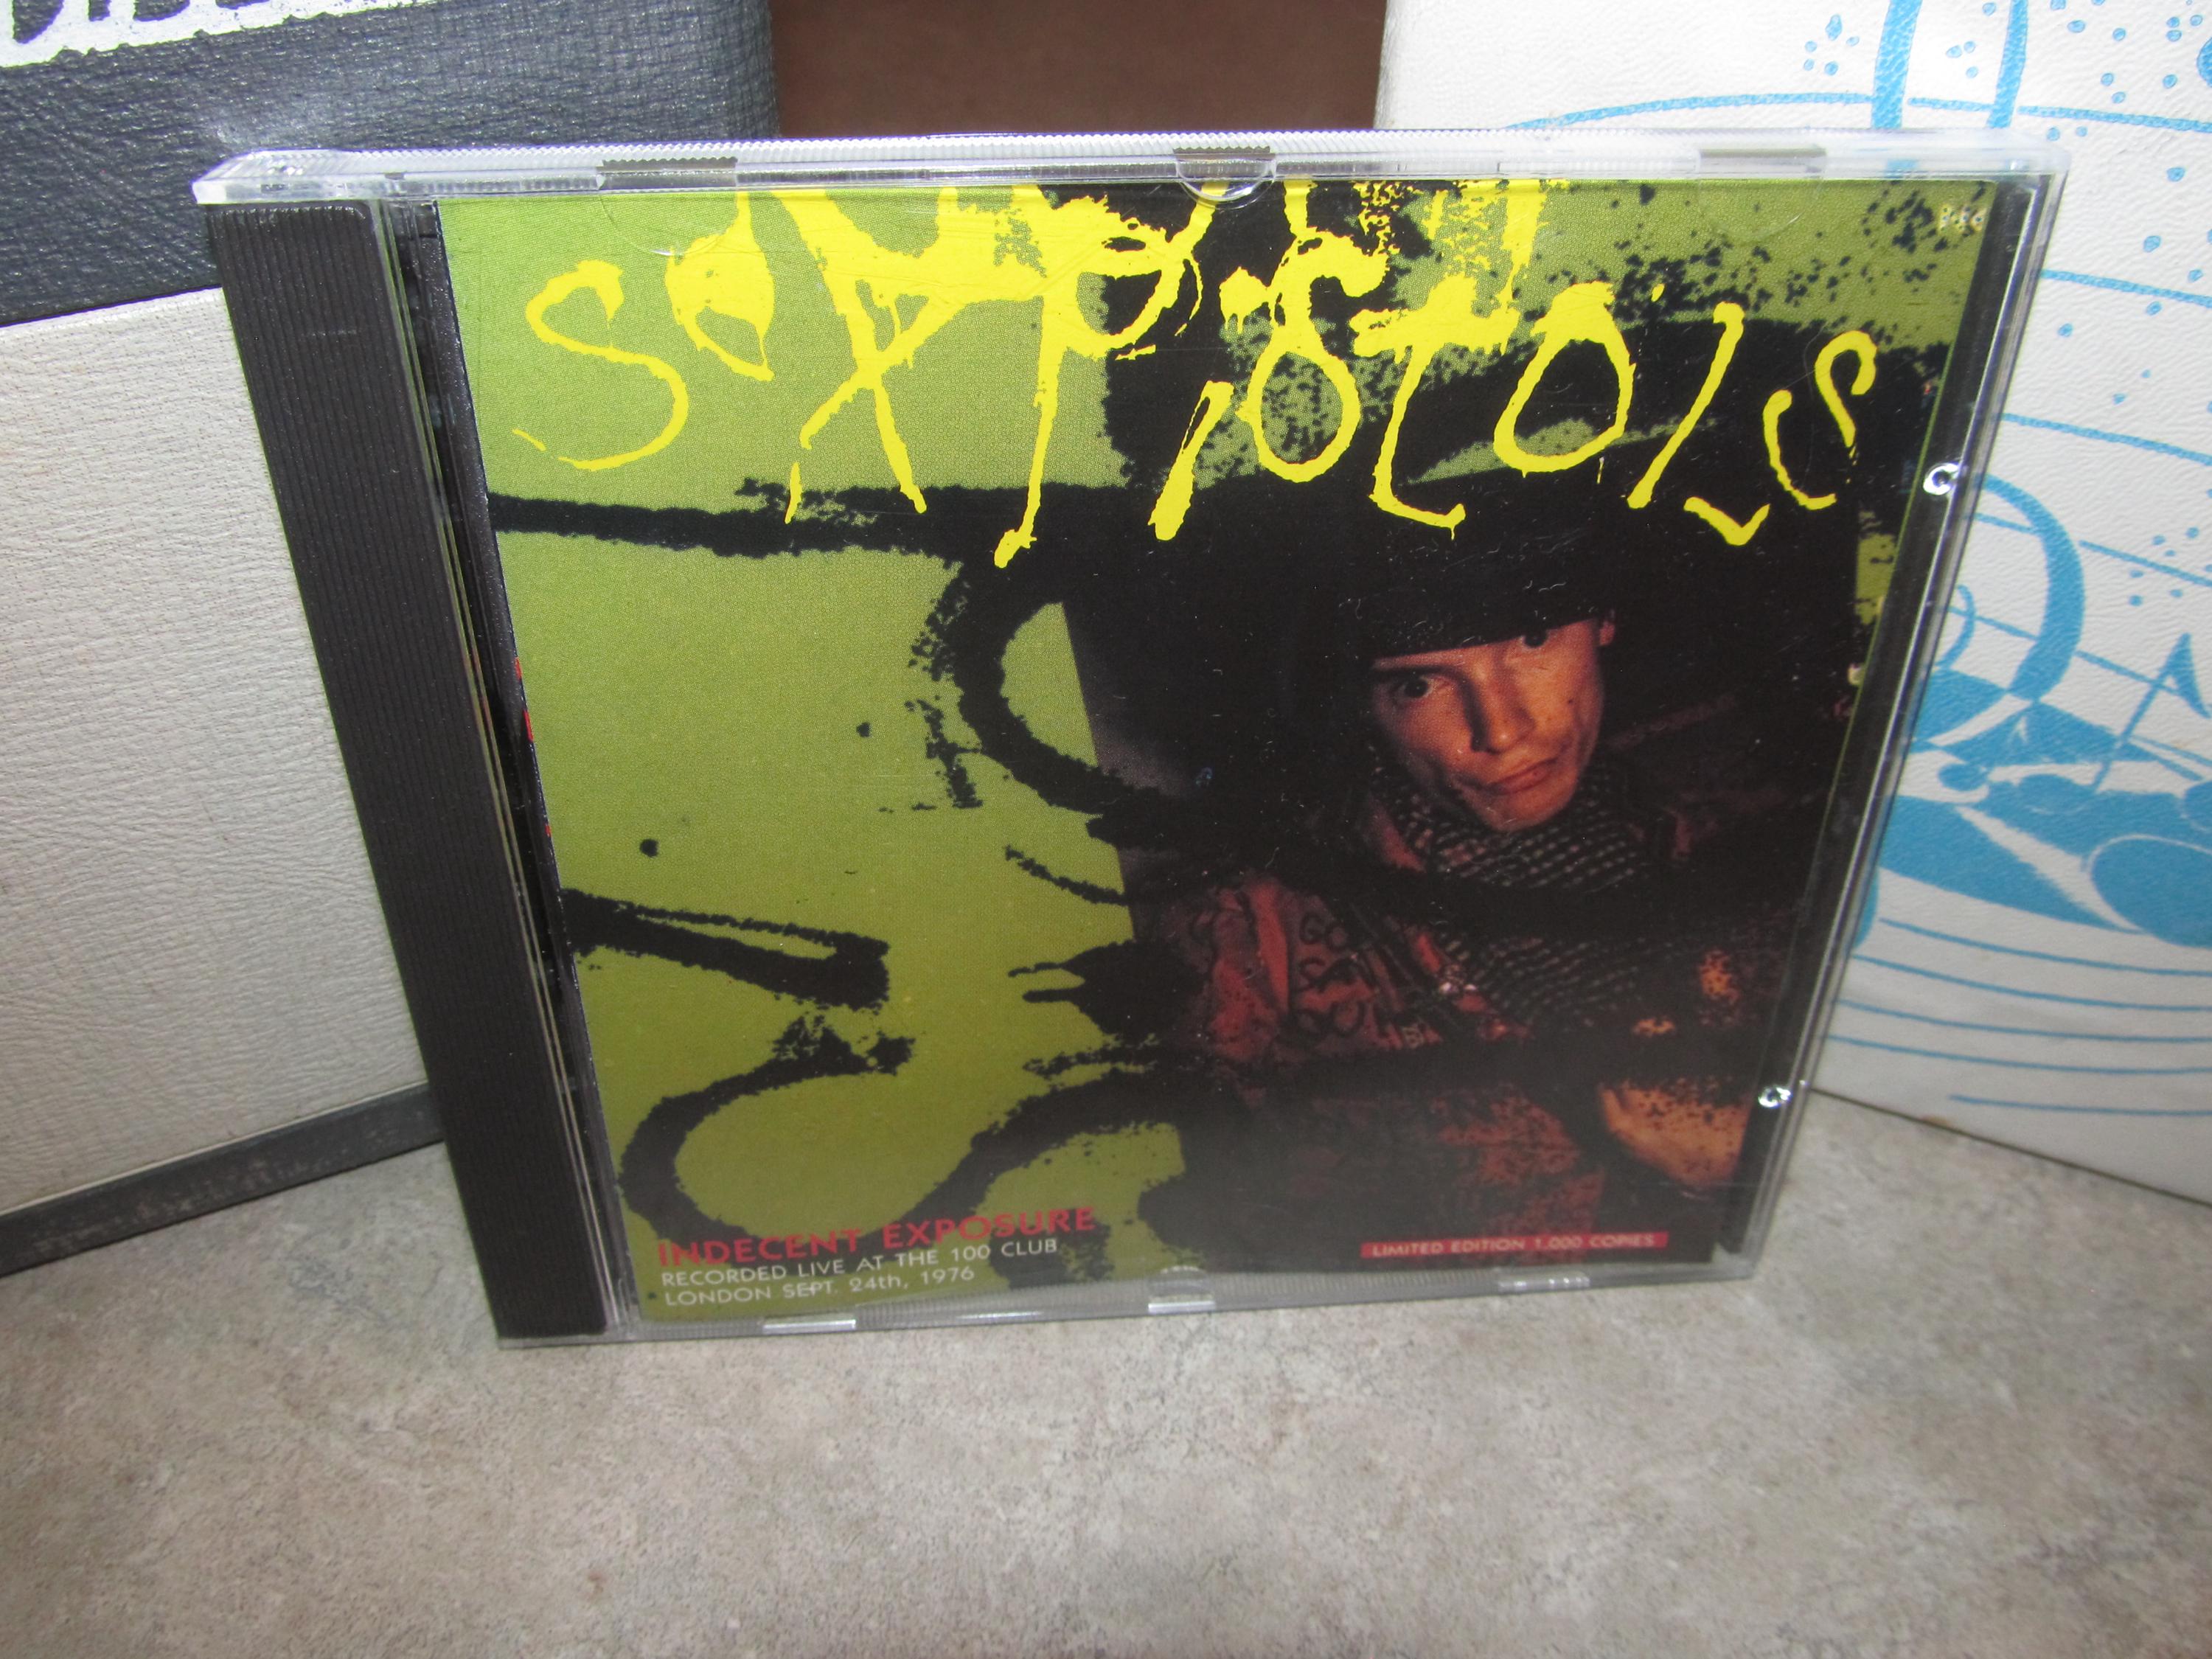 SEX PISTOLS
INDECENT EXPOSURE
RECORDED LIVE AT THE 100 CLUB
LONDON SEPT. 24th, 1976
LIMITED EDITION 1.000 COPIES